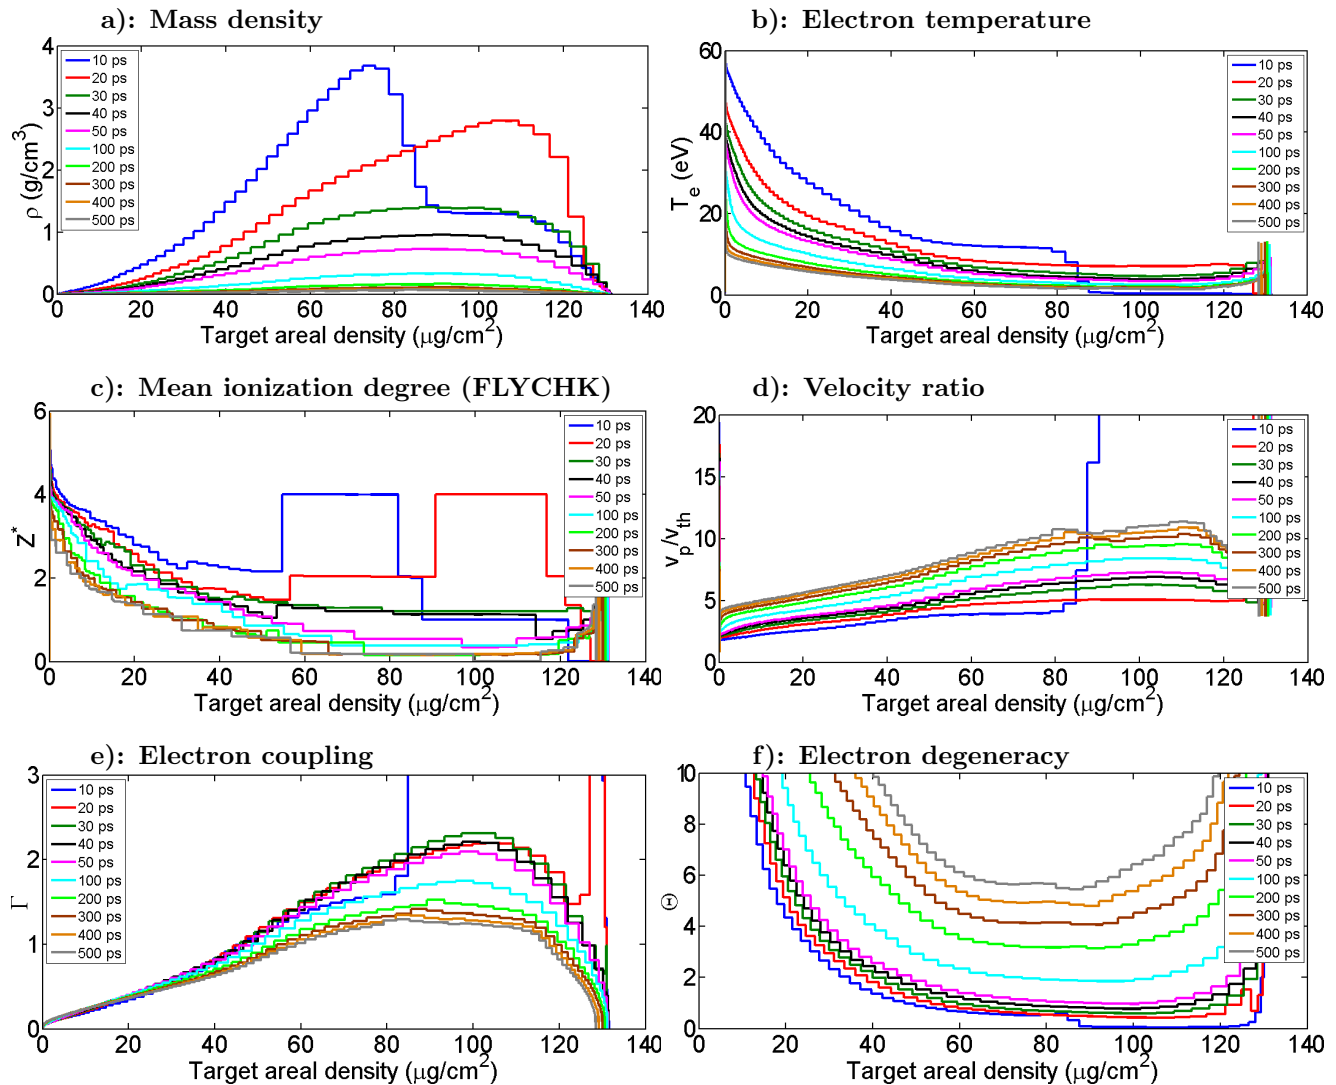 a): Mass density
4
3
2
1
0
ρ (g/cm³)
10 ps
20 ps
30 ps
40 ps
50 ps
100 ps
200 ps
300 ps
400 ps
500 ps
0 20 40 60 80 100 120 140
Target areal density (μg/cm²)
b): Electron temperature
60
40
20
0
T_e (eV)
10 ps
20 ps
30 ps
40 ps
50 ps
100 ps
200 ps
300 ps
400 ps
500 ps
0 20 40 60 80 100 120 140
Target areal density (μg/cm²)
c): Mean ionization degree (FLYCHK)
6
4
2
0
Z*
10 ps
20 ps
30 ps
40 ps
50 ps
100 ps
200 ps
300 ps
400 ps
500 ps
0 20 40 60 80 100 120 140
Target areal density (μg/cm²)
d): Velocity ratio
20
15
10
5
0
v_p/v_th
10 ps
20 ps
30 ps
40 ps
50 ps
100 ps
200 ps
300 ps
400 ps
500 ps
0 20 40 60 80 100 120 140
Target areal density (μg/cm²)
e): Electron coupling
3
2
1
0
Γ
10 ps
20 ps
30 ps
40 ps
50 ps
100 ps
200 ps
300 ps
400 ps
500 ps
0 20 40 60 80 100 120 140
Target areal density (μg/cm²)
f): Electron degeneracy
10
8
6
4
2
0
Θ
10 ps
20 ps
30 ps
40 ps
50 ps
100 ps
200 ps
300 ps
400 ps
500 ps
20 40 60 80 100 120 140
Target areal density (μg/cm²)